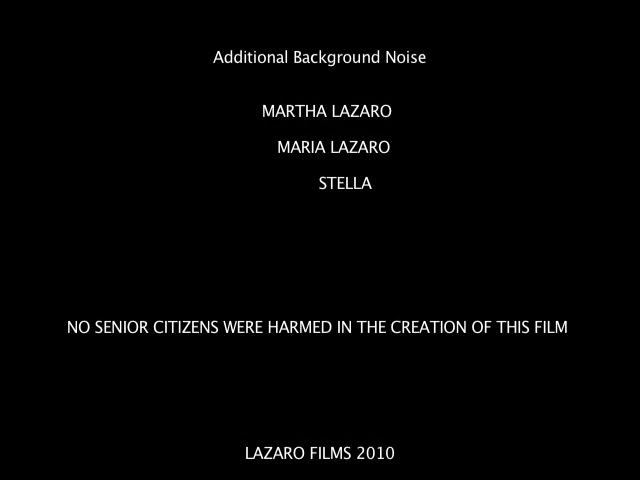 Additional Background Noise
MARTHA LAZARO
MARIA LAZARO
STELLA
NO SENIOR CITIZENS WERE HARMED IN THE CREATION OF THIS FILM
LAZARO FILMS 2010